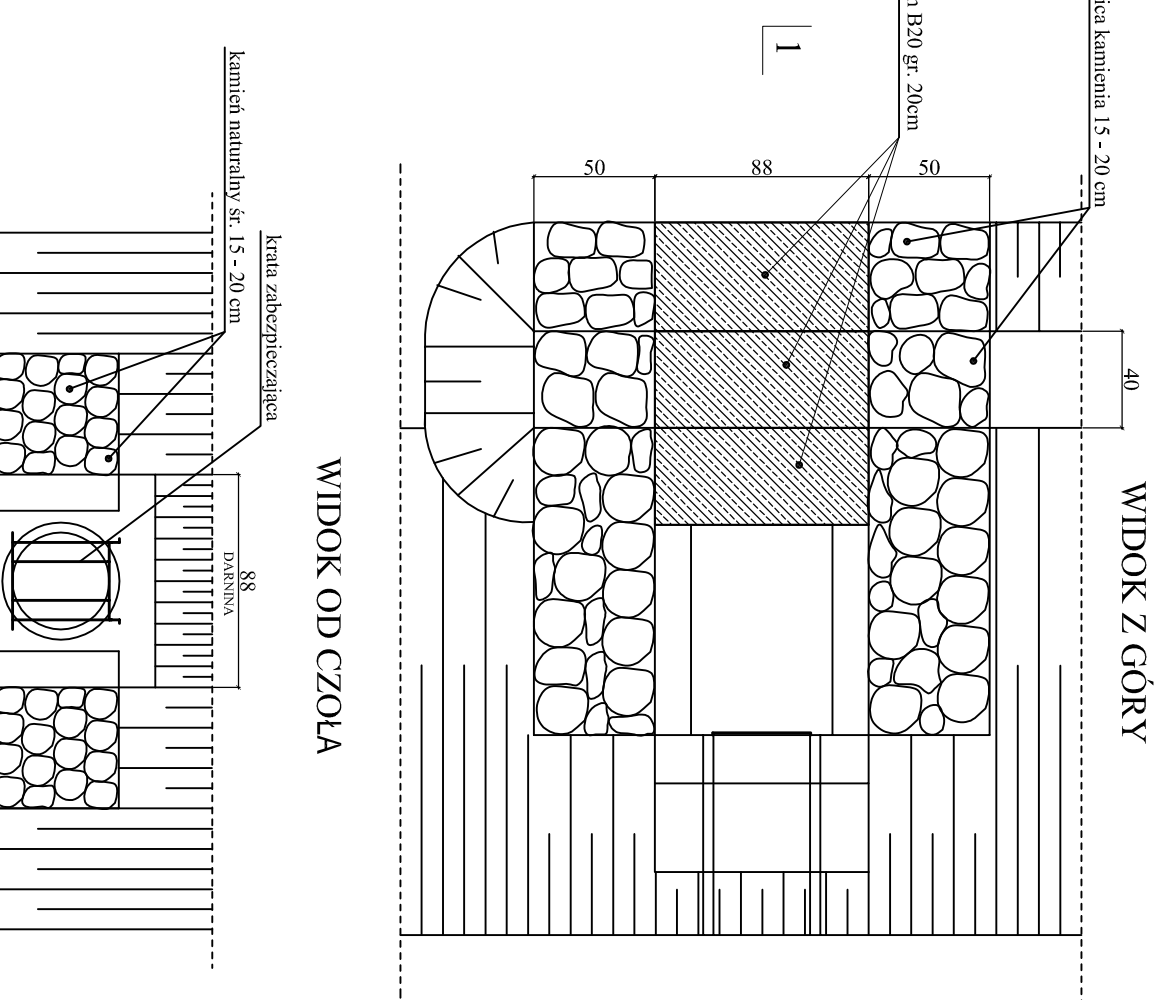 WIDOK Z GÓRY
kamienia 15 - 20 cm
40
B20 gr. 20cm
1
50
88
50
WIDOK OD CZOŁA
krata zabezpieczająca
kamień naturalny śr. 15 - 20 cm
88
DARNINA